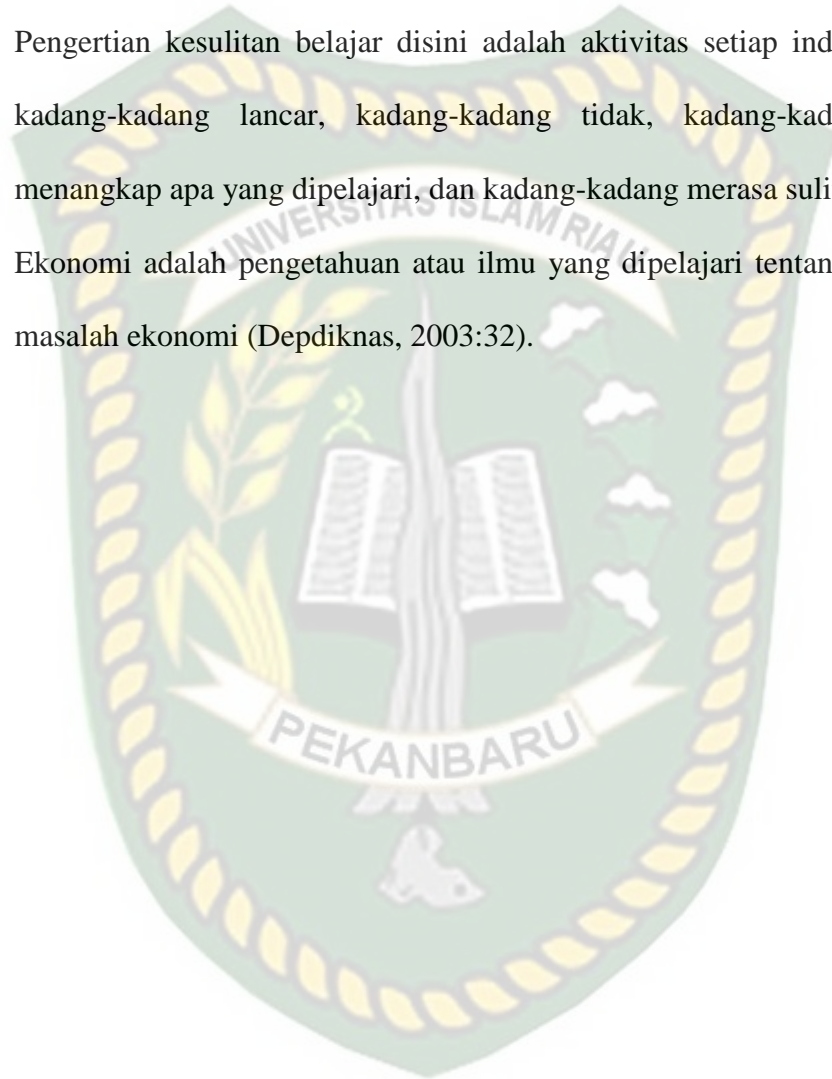 Pengertian kesulitan belajar disini adalah aktivitas setiap ind
kadang-kadang lancar, kadang-kadang tidak, kadang-kad
menangkap apa yang dipelajari, dan kadang-kadang merasa suli
Ekonomi adalah pengetahuan atau ilmu yang dipelajari tentan
masalah ekonomi (Depdiknas, 2003:32).
UNIVERSITAS ISLAM RIAU
PEKANBARU